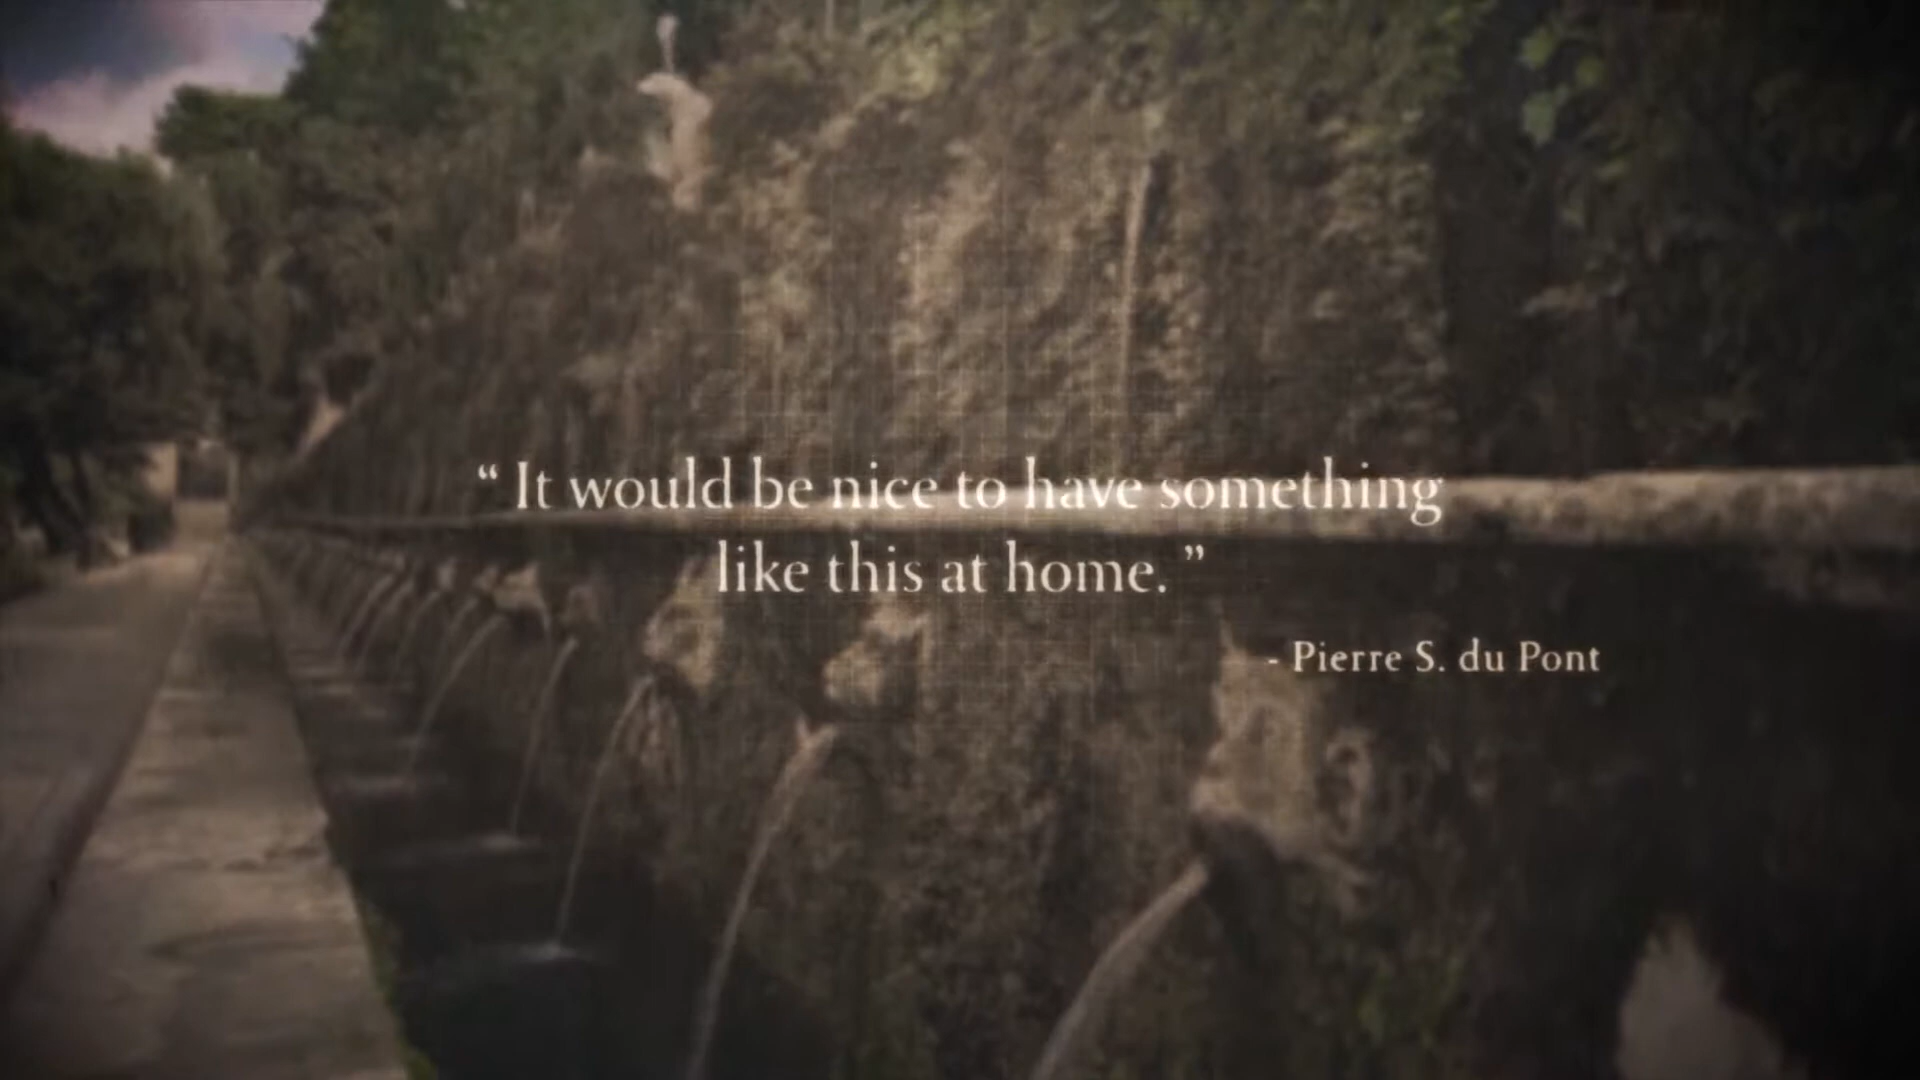 “ It would be nice to have something
like this at home. ”
- Pierre S. du Pont